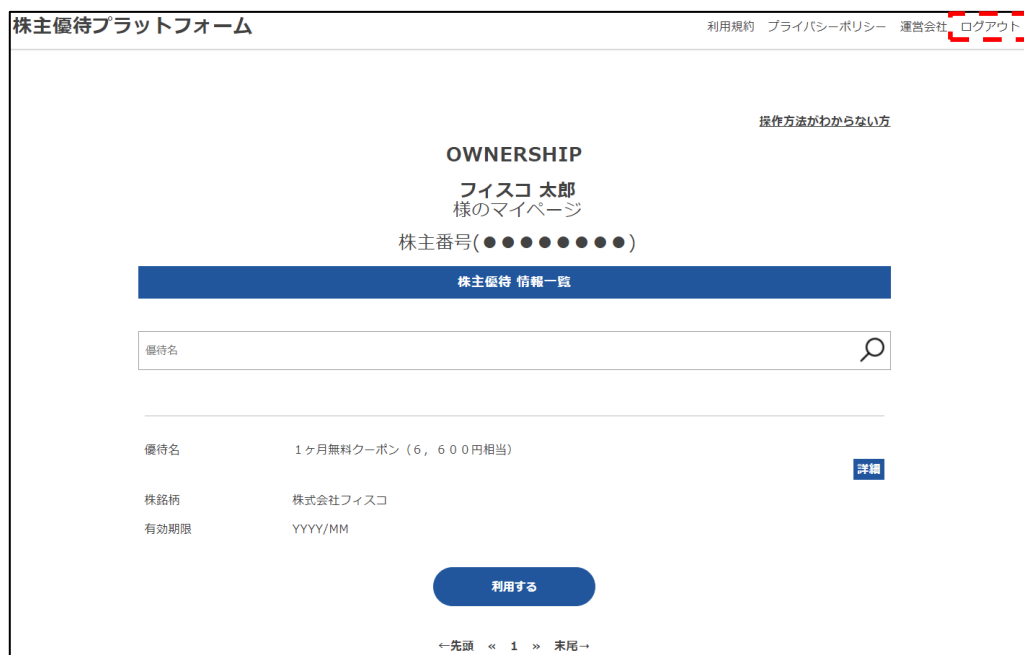 株主優待プラットフォーム
利用規約 プライバシーポリシー 運営会社 ログアウト
操作方法がわからない方
OWNERSHIP
フィスコ 太郎
様のマイページ
株主番号(●●●●●●●●)
株主優待 情報一覧
優待名
優待名 1ヶ月無料クーポン（6，600円相当）
詳細
株銘柄 株式会社フィスコ
有効期限 YYYY/MM
利用する
←先頭 « 1 » 末尾→